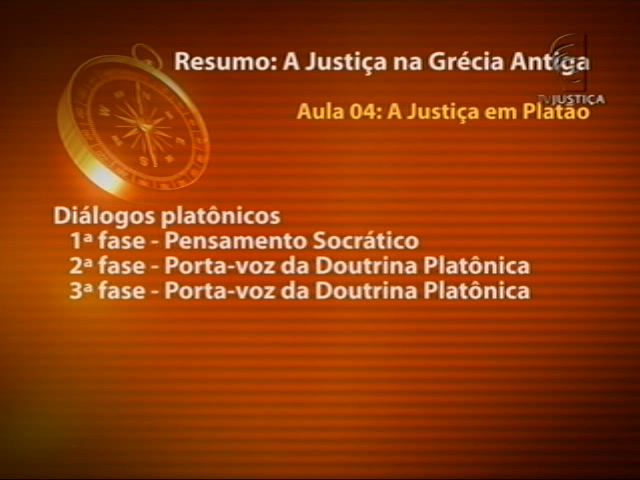 Resumo: A Justiça na Grécia Antiga
TVJUSTIÇA
Aula 04: A Justiça em Platão
Diálogos platônicos
1ª fase - Pensamento Socrático
2ª fase - Porta-voz da Doutrina Platônica
3ª fase - Porta-voz da Doutrina Platônica
W
S
E